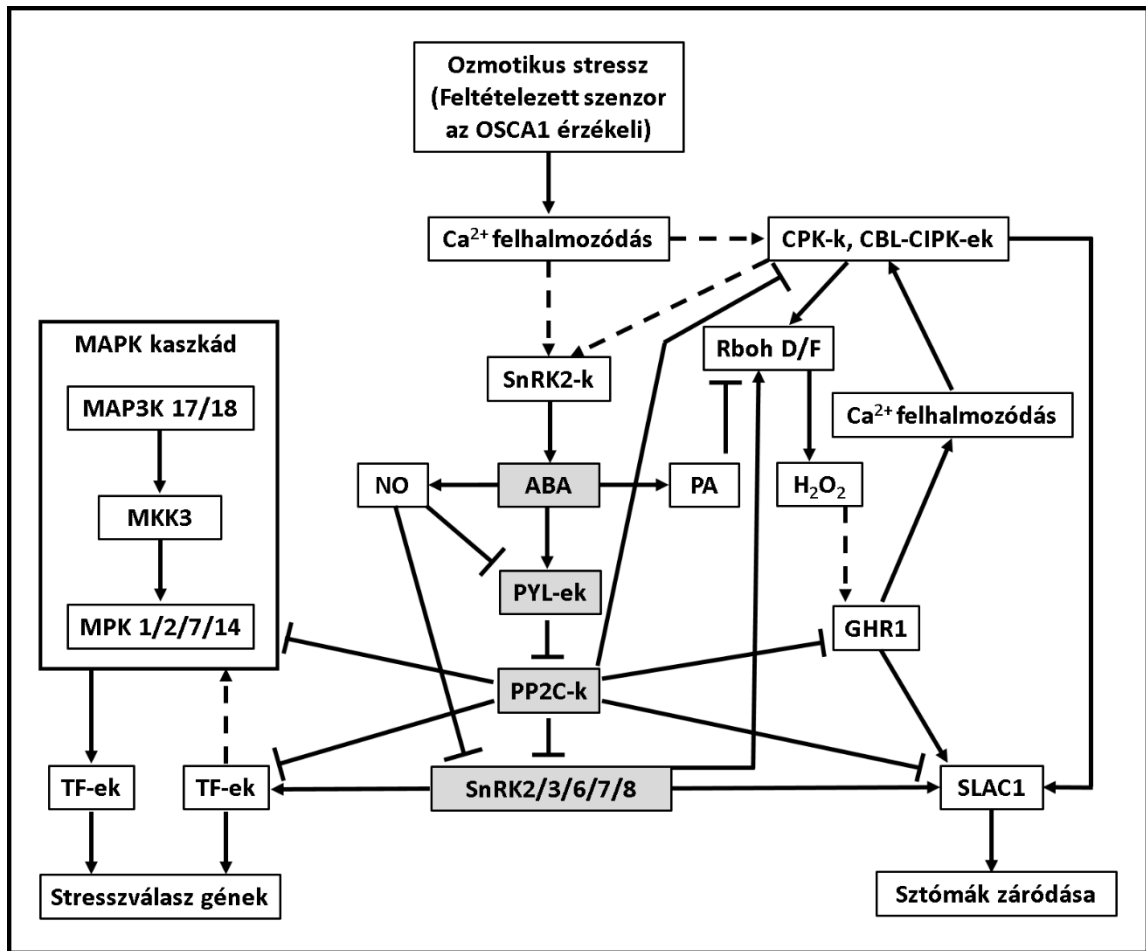 Ozmotikus stressz
(Feltételezett szenzor
az OSCA1 érzékeli)
Ca²⁺ felhalmozódás
CPK-k, CBL-CIPK-ek
MAPK kaszkád
Rboh D/F
SnRK2-k
MAP3K 17/18
Ca²⁺ felhalmozódás
NO
ABA
PA
H₂O₂
MKK3
PYL-ek
MPK 1/2/7/14
GHR1
PP2C-k
TF-ek
TF-ek
SnRK2/3/6/7/8
SLAC1
Stresszválasz gének
Sztómák záródása